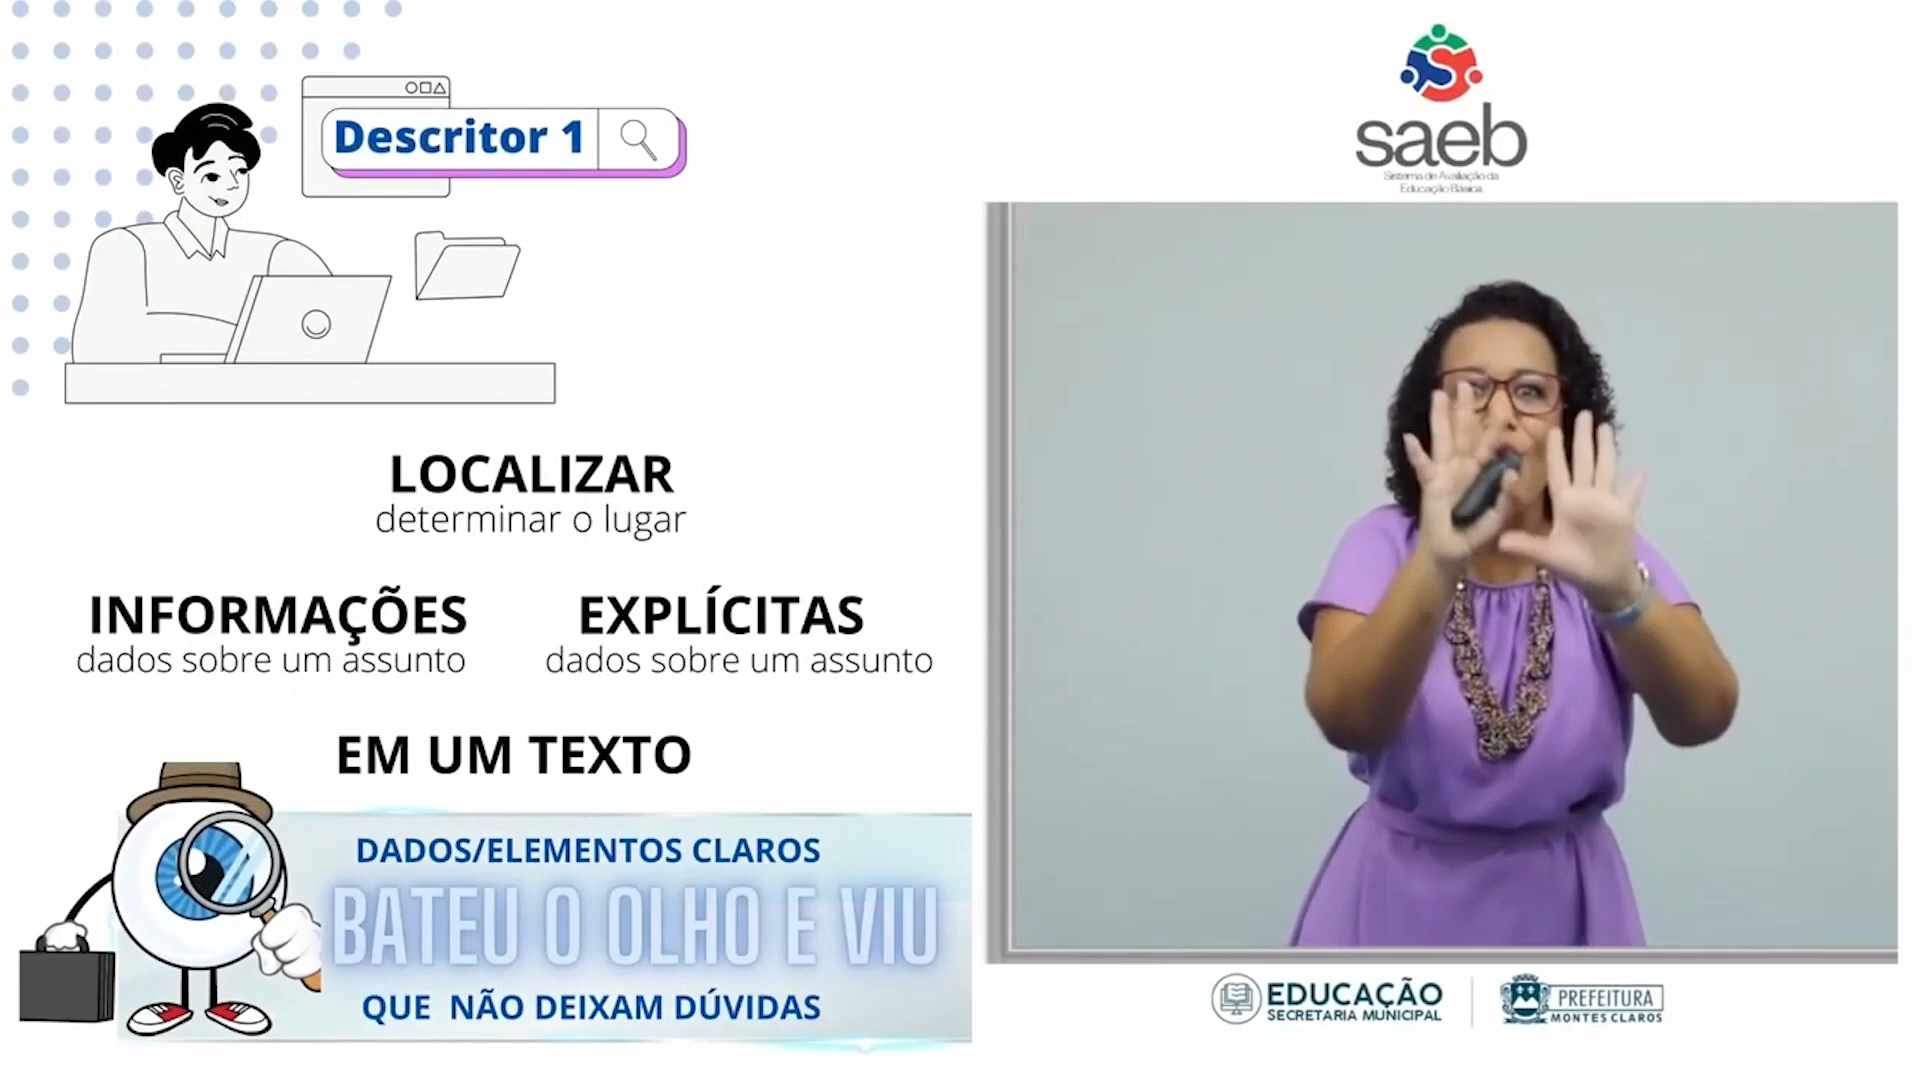 Descritor 1
LOCALIZAR
determinar o lugar
INFORMAÇÕES
dados sobre um assunto
EXPLÍCITAS
dados sobre um assunto
EM UM TEXTO
DADOS/ELEMENTOS CLAROS
BATEU O OLHO E VIU
QUE NÃO DEIXAM DÚVIDAS
saeb
Sistema de Avaliação da
Educação Básica
EDUCAÇÃO
SECRETARIA MUNICIPAL
PREFEITURA
MONTES CLAROS